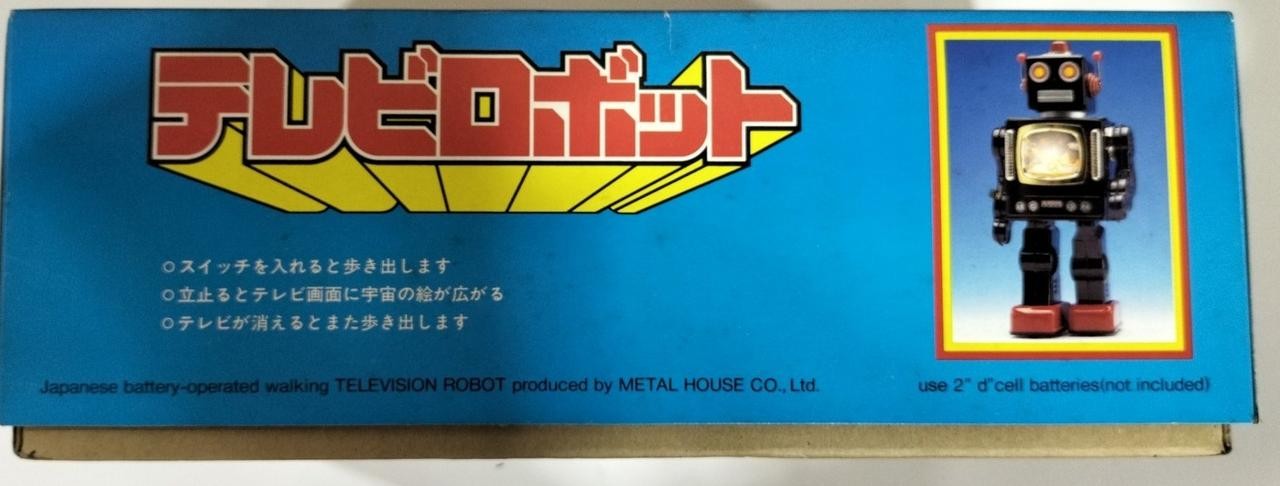 テレビロボット
○スイッチを入れると歩き出します
○立止るとテレビ画面に宇宙の絵が広がる
○テレビが消えるとまた歩き出します
Japanese battery-operated walking TELEVISION ROBOT produced by METAL HOUSE CO., Ltd.
use 2" d"cell batteries(not included)